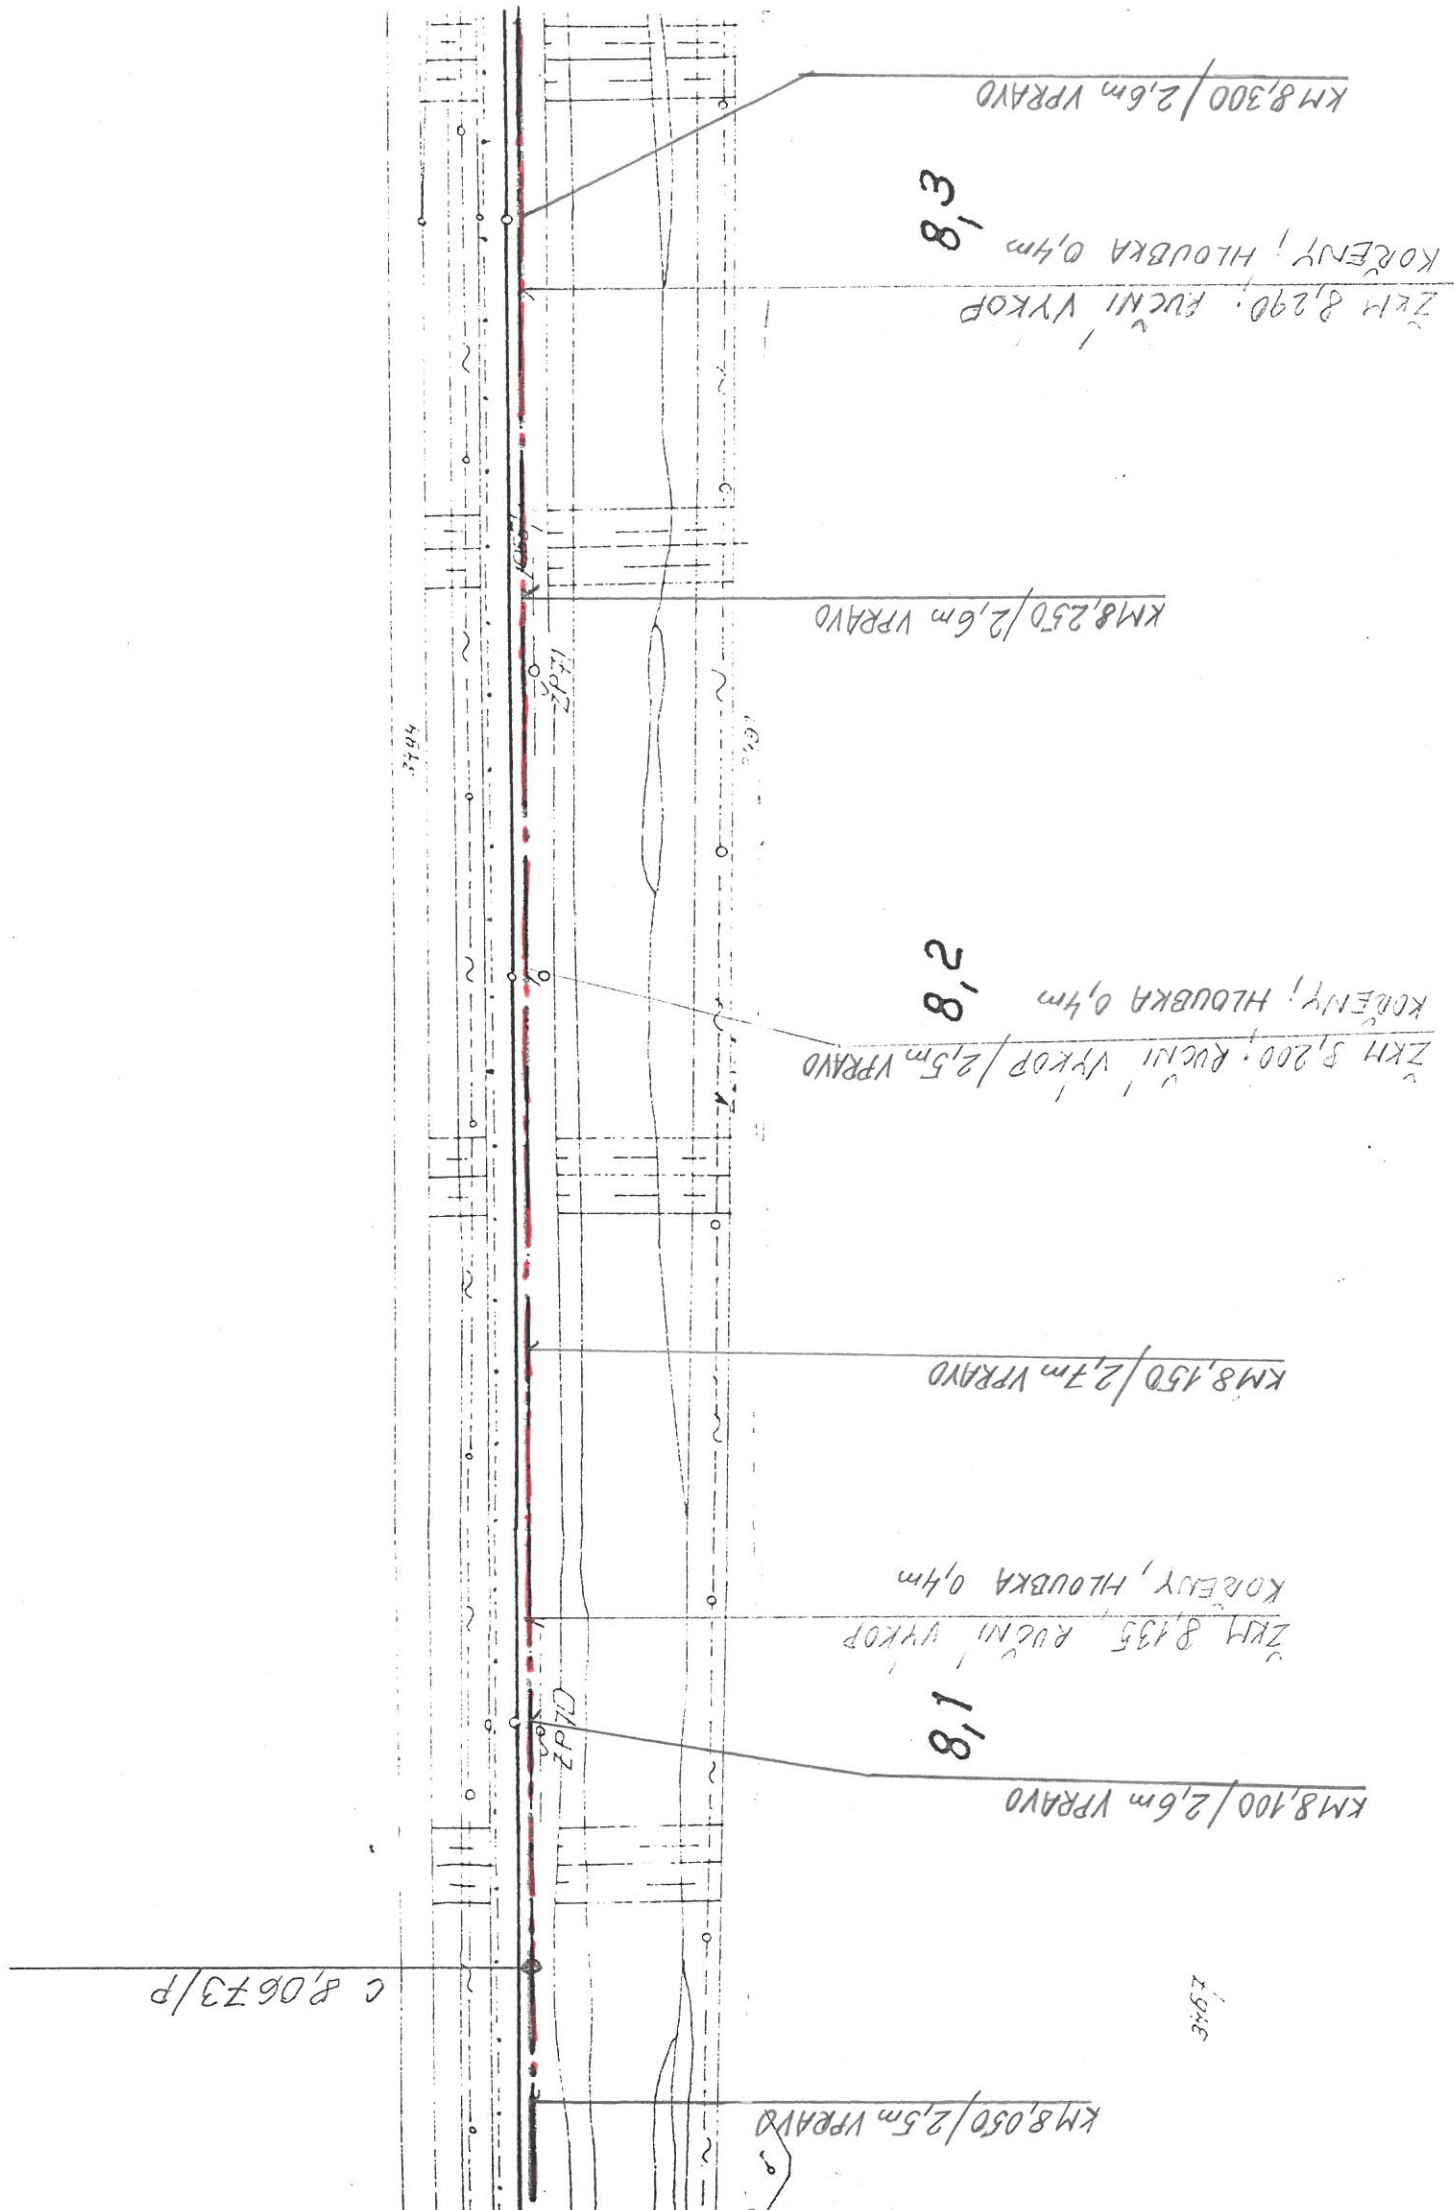 KM 8,300 / 2,6m VPRAVO
8,3
ŽKM 8,290; RUČNÍ VÝKOP
KOŘENY; HLOUBKA 0,4m
KM 8,250 / 2,6m VPRAVO
ŽP71
3494
8,2
ŽKM 8,200; RUČNÍ VÝKOP / 2,5m VPRAVO
KOŘENY; HLOUBKA 0,4m
KM 8,150 / 2,7m VPRAVO
ŽKM 8,135, RUČNÍ VÝKOP
KOŘENY, HLOUBKA 0,4m
8,1
ŽP70
KM 8,100 / 2,6m VPRAVO
C 8,0673/P
3467
KM 8,050 / 2,5m VPRAVO